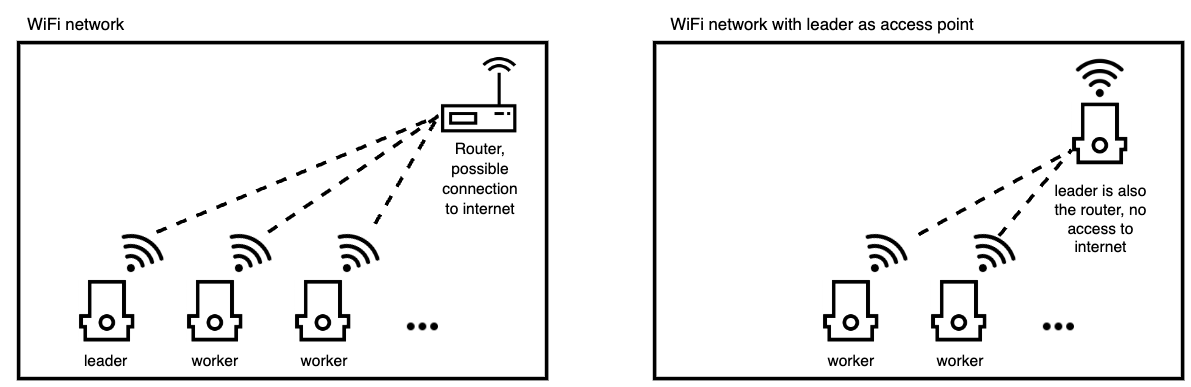 WiFi network
Router,
possible
connection
to internet
leader
worker
worker
WiFi network with leader as access point
leader is also
the router, no
access to
internet
worker
worker